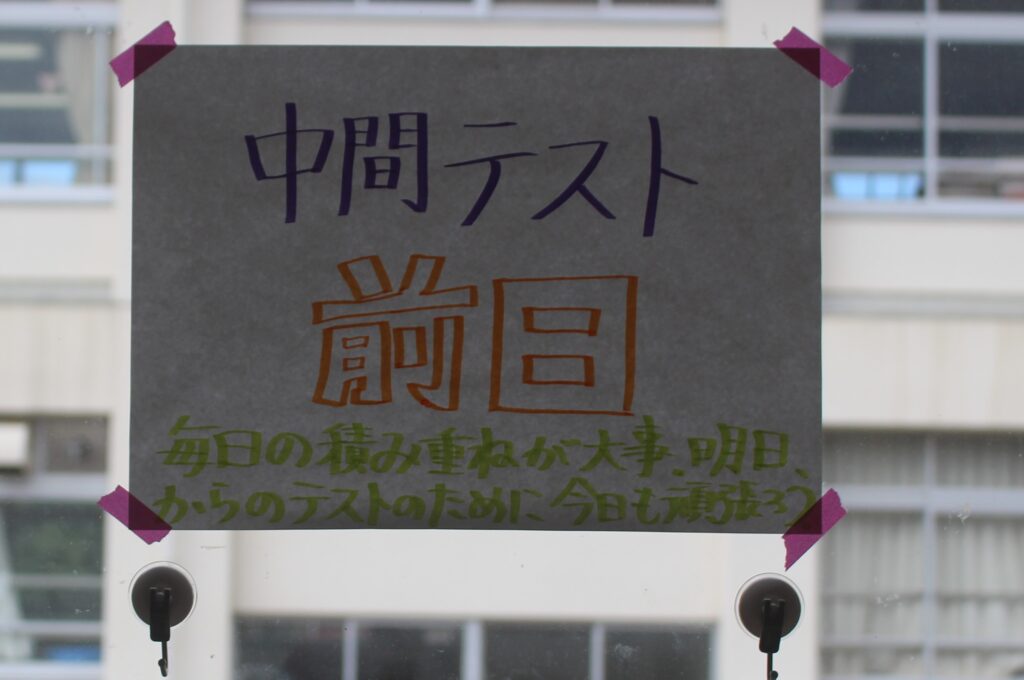 中間テスト
前日
毎日の積み重ねが大事、明日、
からのテストのために今日も頑張ろう